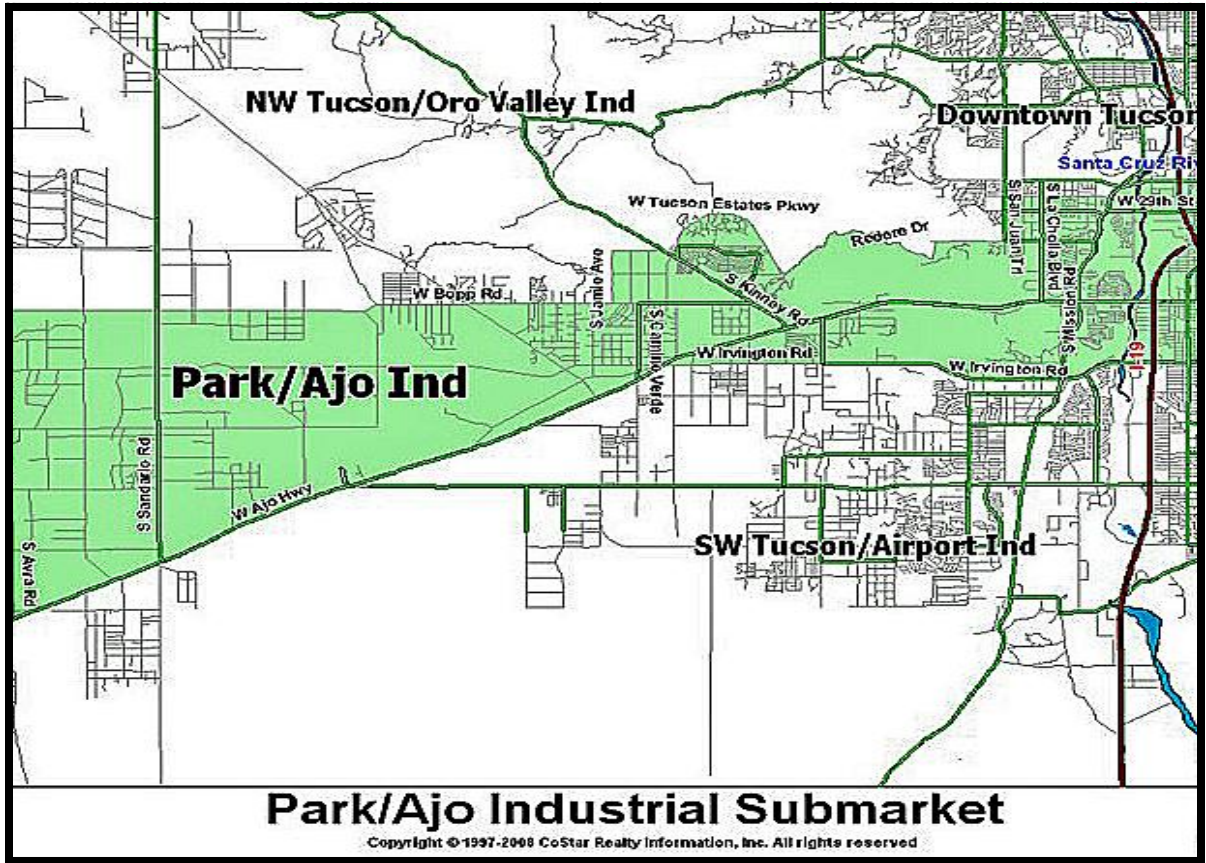 NW Tucson/Oro Valley Ind
Downtown Tucson
Santa Cruz Riv
W 29th St
W Tucson Estates Pkwy
S San Juan Trl
S La Cholla Blvd
Redoro Dr
S Jamie Ave
S Kinney Rd
W Bopp Rd
S Camino Verde
S Mission Rd
I-19
W Irvington Rd
W Irvington Rd
Park/Ajo Ind
S Sandario Rd
W Ajo Hwy
S Avra Rd
SW Tucson/Airport Ind
Park/Ajo Industrial Submarket
Copyright © 1997-2008 CoStar Realty Information, Inc. All rights reserved